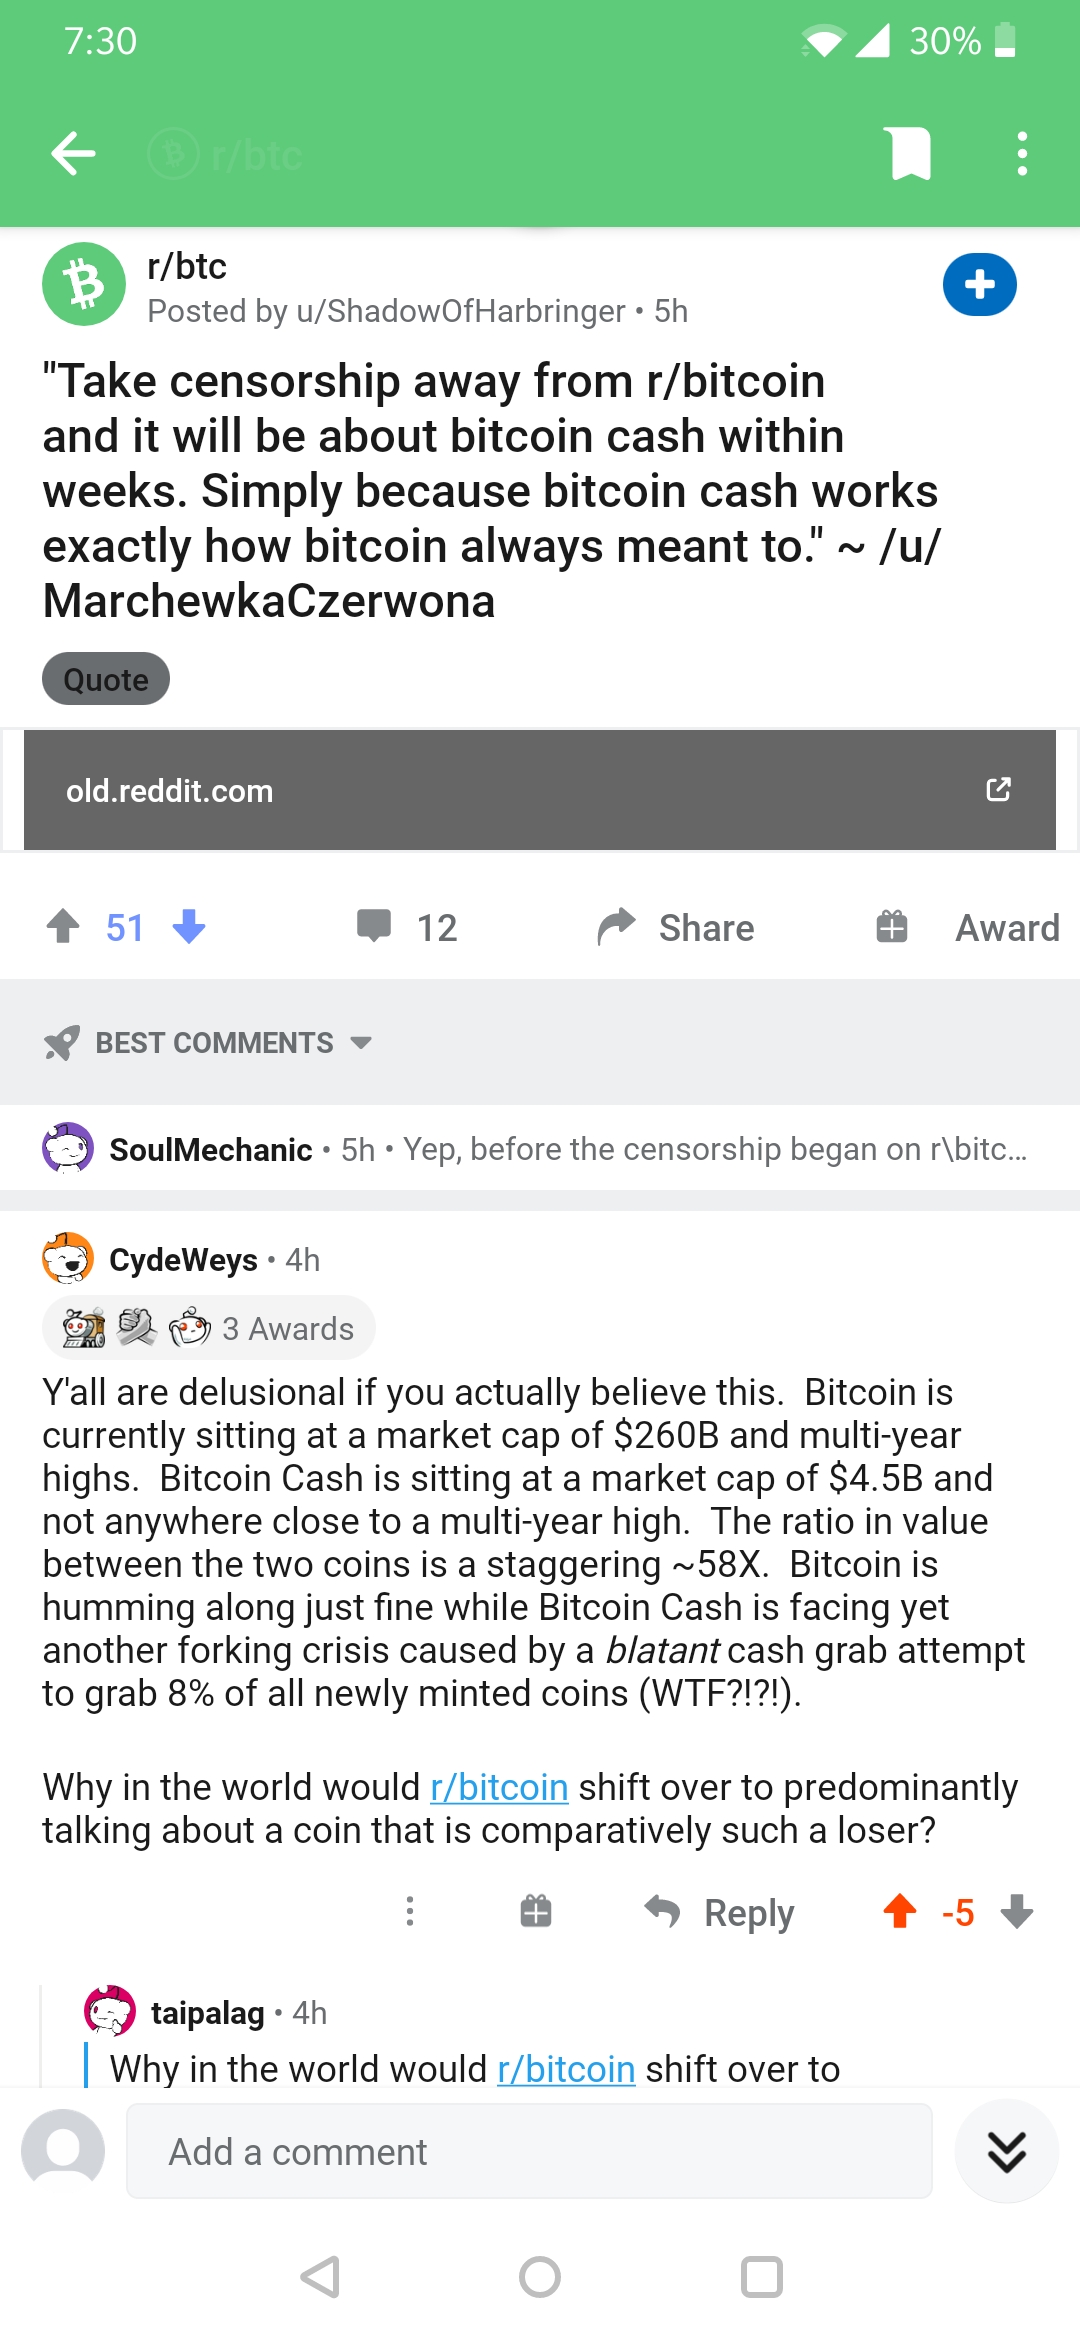 7:30
30%
r/btc
r/btc
Posted by u/ShadowOfHarbringer • 5h
"Take censorship away from r/bitcoin
and it will be about bitcoin cash within
weeks. Simply because bitcoin cash works
exactly how bitcoin always meant to." ~ /u/
MarchewkaCzerwona
Quote
old.reddit.com
51
12
Share
Award
BEST COMMENTS
SoulMechanic • 5h • Yep, before the censorship began on r\bitc...
CydeWeys • 4h
3 Awards
Y'all are delusional if you actually believe this.  Bitcoin is
currently sitting at a market cap of $260B and multi-year
highs.  Bitcoin Cash is sitting at a market cap of $4.5B and
not anywhere close to a multi-year high.  The ratio in value
between the two coins is a staggering ~58X.  Bitcoin is
humming along just fine while Bitcoin Cash is facing yet
another forking crisis caused by a blatant cash grab attempt
to grab 8% of all newly minted coins (WTF?!?!).
Why in the world would r/bitcoin shift over to predominantly
talking about a coin that is comparatively such a loser?
Reply
-5
taipalag • 4h
Why in the world would r/bitcoin shift over to
Add a comment